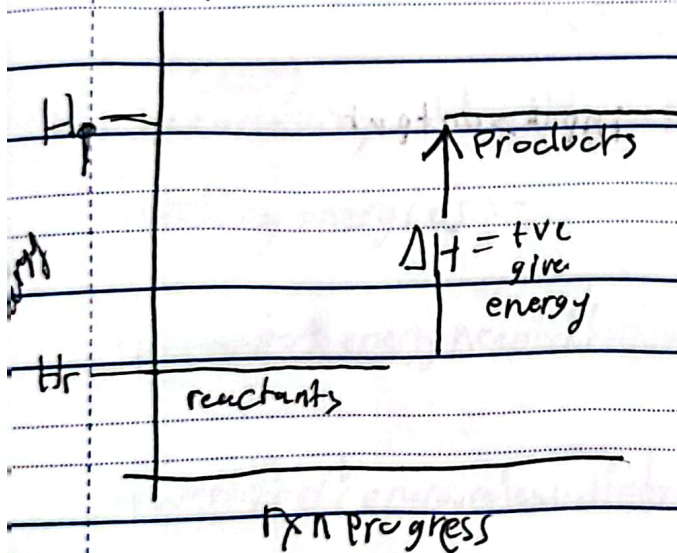 Hp
Products
ΔH = +ve
give
energy
Hr
reactants
rxn progress